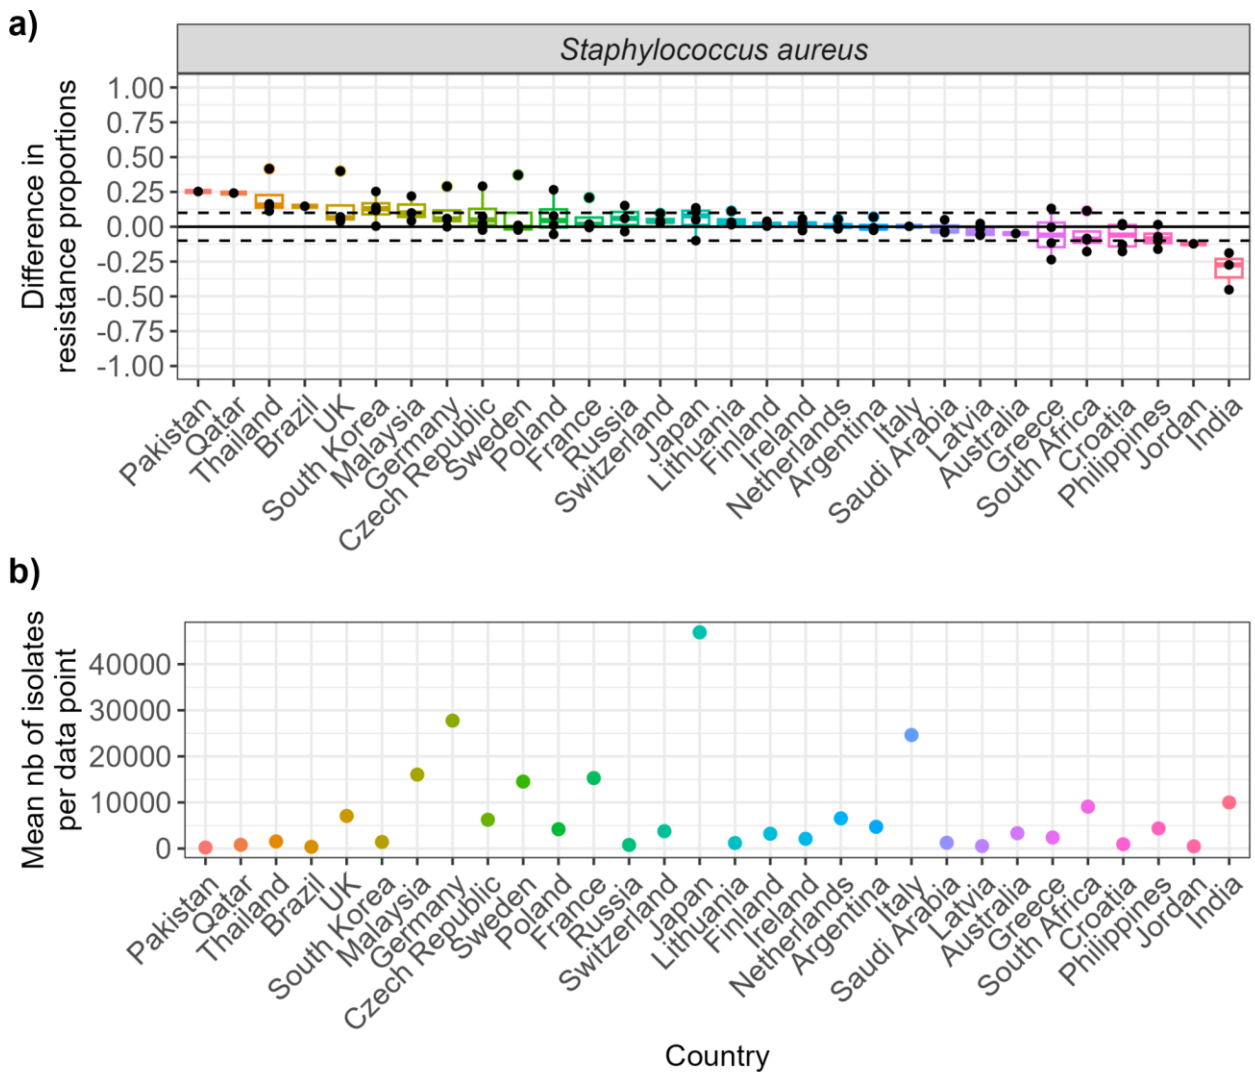 a)
Staphylococcus aureus
Difference in
resistance proportions
1.00
0.75
0.50
0.25
0.00
-0.25
-0.50
-0.75
-1.00
Pakistan
Qatar
Thailand
Brazil
UK
South Korea
Malaysia
Germany
Czech Republic
Sweden
Poland
France
Russia
Switzerland
Japan
Lithuania
Finland
Ireland
Netherlands
Argentina
Italy
Saudi Arabia
Latvia
Australia
Greece
South Africa
Croatia
Philippines
Jordan
India
b)
Mean nb of isolates
per data point
40000
30000
20000
10000
0
Pakistan
Qatar
Thailand
Brazil
UK
South Korea
Malaysia
Germany
Czech Republic
Sweden
Poland
France
Russia
Switzerland
Japan
Lithuania
Finland
Ireland
Netherlands
Argentina
Italy
Saudi Arabia
Latvia
Australia
Greece
South Africa
Croatia
Philippines
Jordan
India
Country